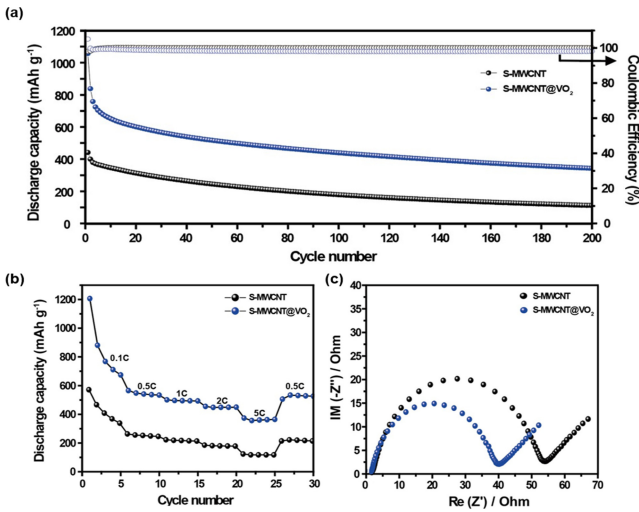 (a)
1200
1000
800
600
400
200
0
Discharge capacity (mAh g⁻¹)
0 20 40 60 80 100 120 140 160 180 200
Cycle number
100
80
60
40
20
0
Coulombic Efficiency (%)
S-MWCNT
S-MWCNT@VO₂
(b)
1200
1000
800
600
400
200
0
Discharge capacity (mAh g⁻¹)
S-MWCNT
S-MWCNT@VO₂
0.1C
0.5C
1C
2C
5C
0.5C
0 5 10 15 20 25 30
Cycle number
(c)
40
35
30
25
20
15
10
5
0
IM (-Z'') / Ohm
S-MWCNT
S-MWCNT@VO₂
0 10 20 30 40 50 60 70
Re (Z') / Ohm